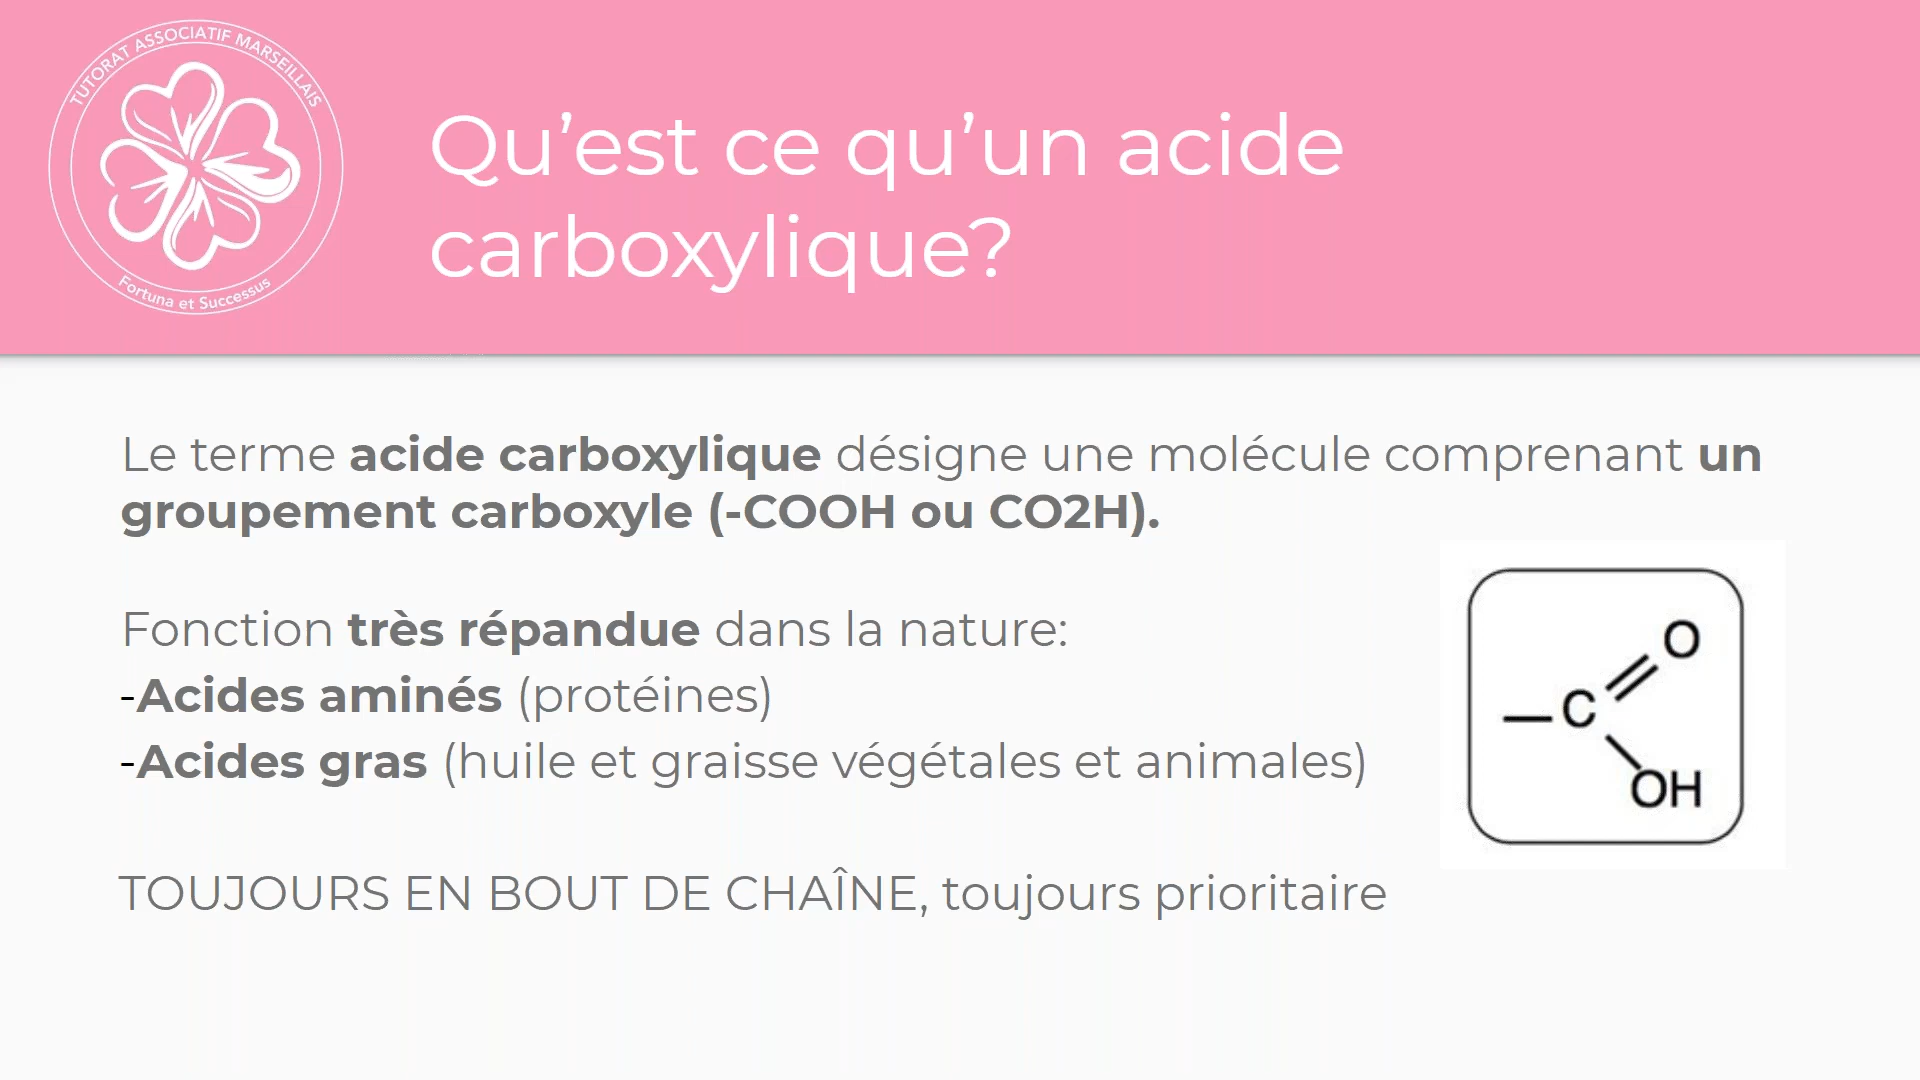 TUTORAT ASSOCIATIF MARSEILLAIS
Fortuna et Successus
Qu’est ce qu’un acide
carboxylique?
Le terme acide carboxylique désigne une molécule comprenant un
groupement carboxyle (-COOH ou CO2H).
Fonction très répandue dans la nature:
-Acides aminés (protéines)
-Acides gras (huile et graisse végétales et animales)
TOUJOURS EN BOUT DE CHAÎNE, toujours prioritaire
O
C
OH